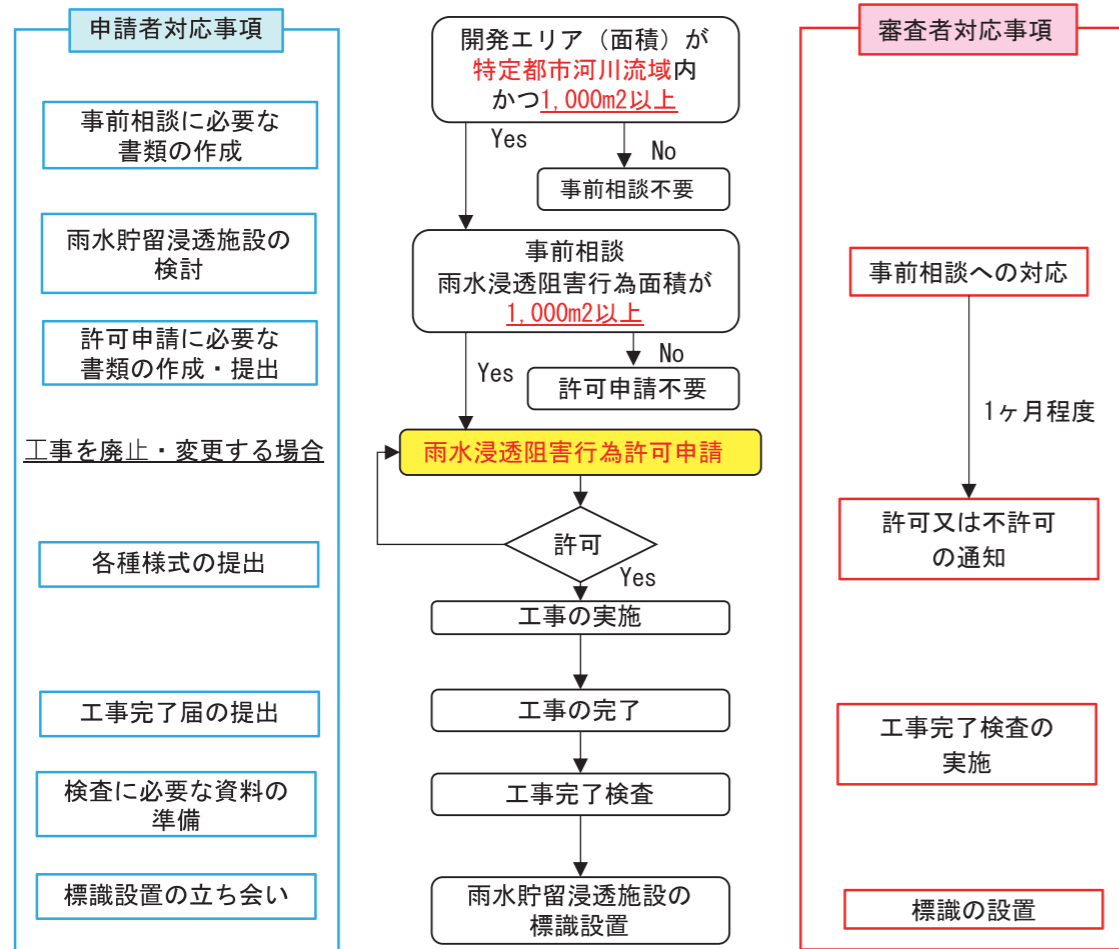 申請者対応事項
事前相談に必要な
書類の作成
雨水貯留浸透施設の
検討
許可申請に必要な
書類の作成・提出
工事を廃止・変更する場合
各種様式の提出
工事完了届の提出
検査に必要な資料の
準備
標識設置の立ち会い
開発エリア（面積）が
特定都市河川流域内
かつ1,000m2以上
Yes
No
事前相談不要
事前相談
雨水浸透阻害行為面積が
1,000m2以上
Yes
No
許可申請不要
雨水浸透阻害行為許可申請
許可
Yes
工事の実施
工事の完了
工事完了検査
雨水貯留浸透施設の
標識設置
審査者対応事項
事前相談への対応
1ヶ月程度
許可又は不許可
の通知
工事完了検査の
実施
標識の設置